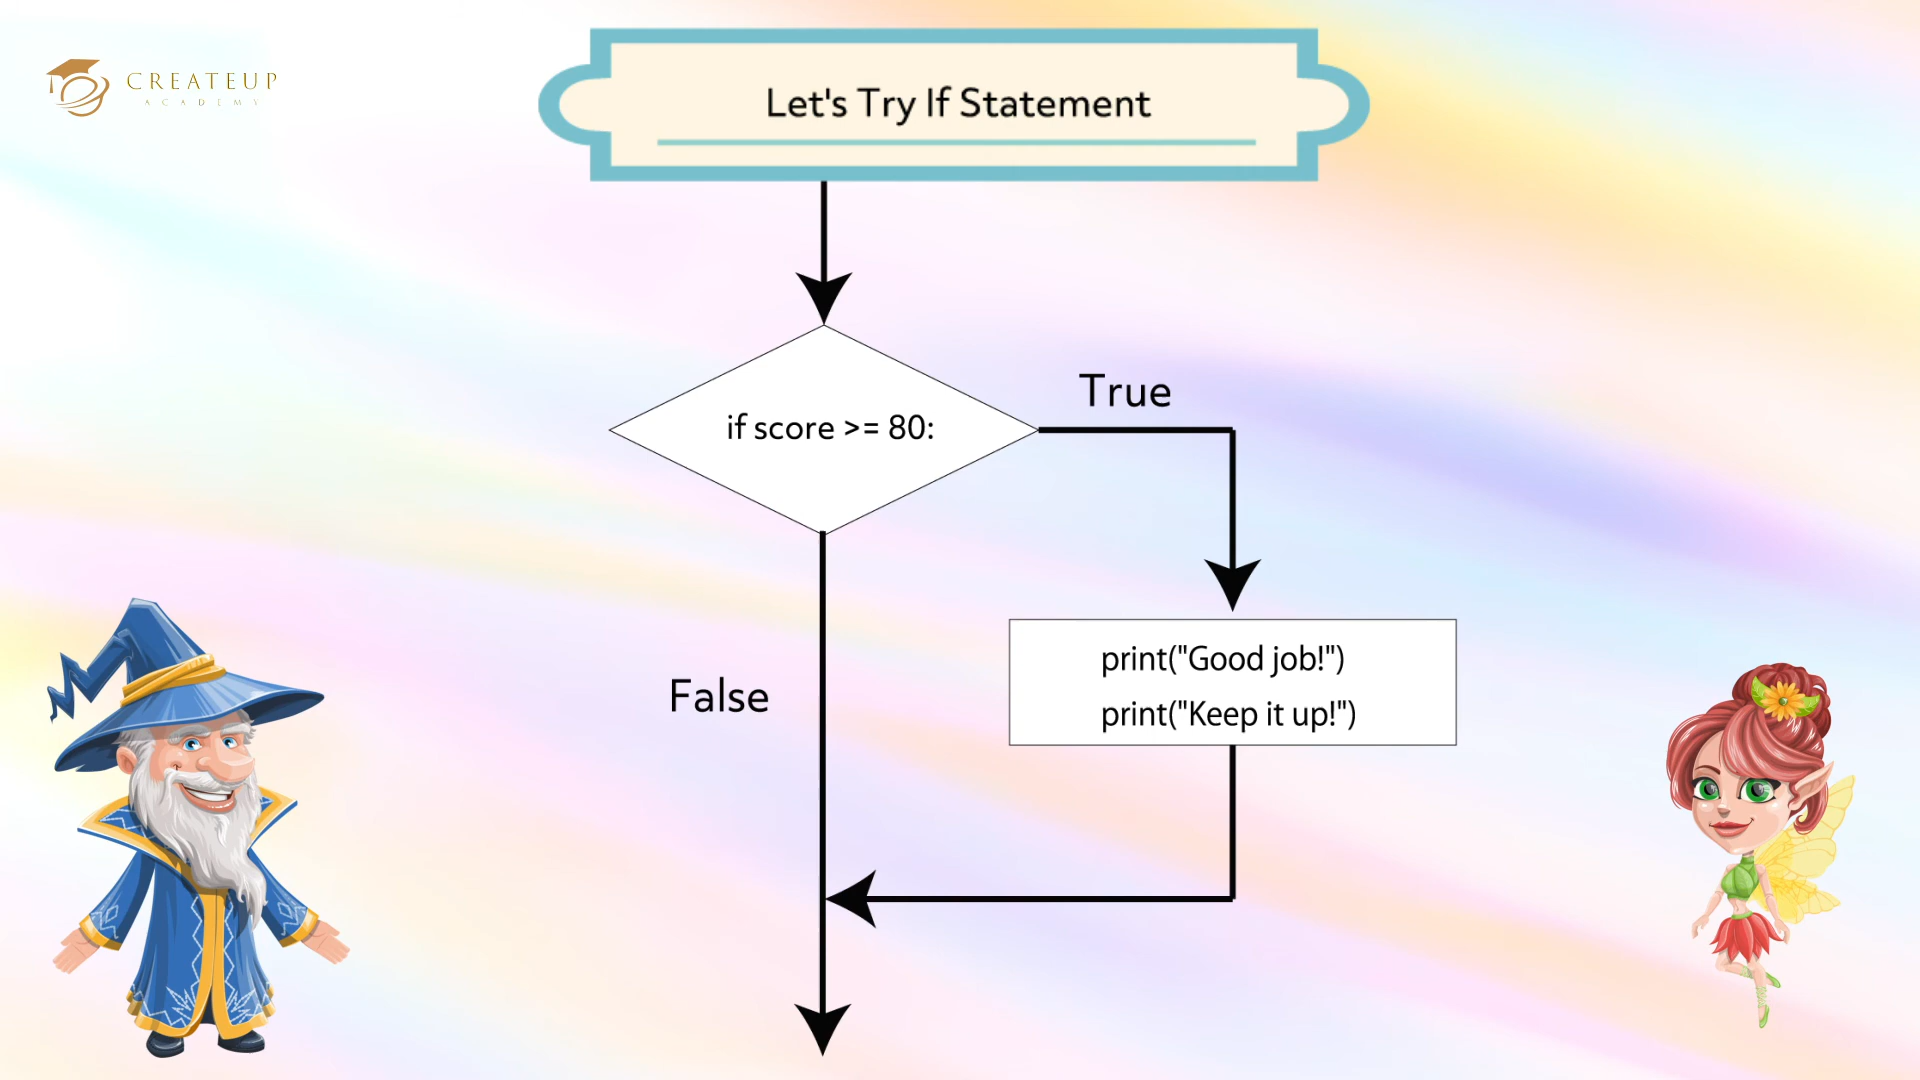 CREATEUP
ACADEMY
Let's Try If Statement
if score >= 80:
True
False
print("Good job!")
print("Keep it up!")